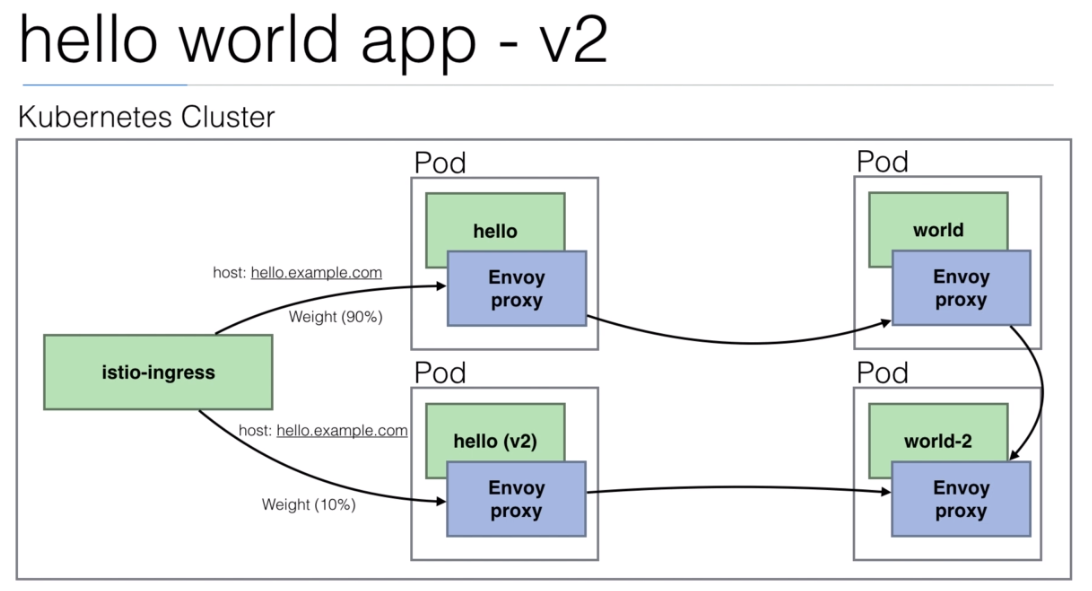 hello world app - v2
Kubernetes Cluster
Pod
hello
Envoy
proxy
Pod
world
Envoy
proxy
host: hello.example.com
Weight (90%)
istio-ingress
host: hello.example.com
Weight (10%)
Pod
hello (v2)
Envoy
proxy
Pod
world-2
Envoy
proxy